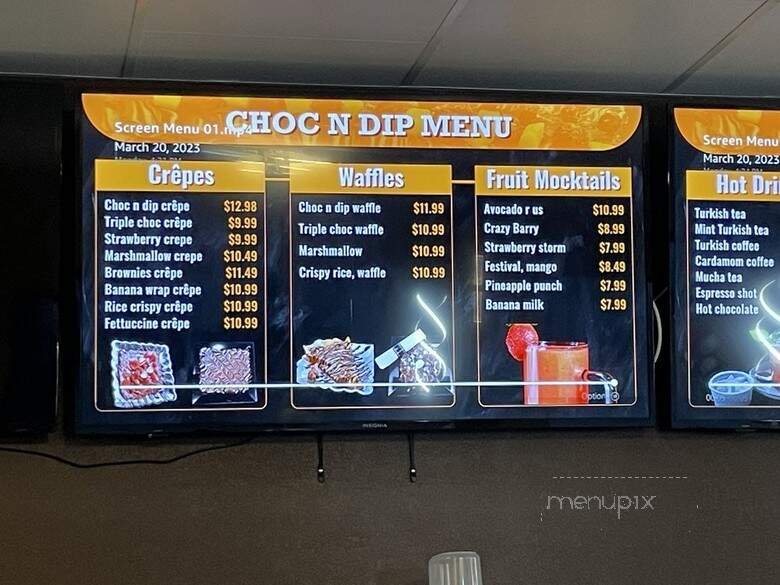 CHOC N DIP MENU
Screen Menu 01.mp4
March 20, 2023
Crêpes
Choc n dip crêpe $12.98
Triple choc crêpe $9.99
Strawberry crepe $9.99
Marshmallow crepe $10.49
Brownies crêpe $11.49
Banana wrap crêpe $10.99
Rice crispy crêpe $10.99
Fettuccine crêpe $10.99
Waffles
Choc n dip waffle $11.99
Triple choc waffle $10.99
Marshmallow $10.99
Crispy rice, waffle $10.99
Fruit Mocktails
Avocado r us $10.99
Crazy Barry $8.99
Strawberry storm $7.99
Festival, mango $8.49
Pineapple punch $7.99
Banana milk $7.99
Options
INSIGNIA
Screen Menu
March 20, 2023
Hot Dri
Turkish tea
Mint Turkish tea
Turkish coffee
Cardamom coffee
Mucha tea
Espresso shot
Hot chocolate
menupix